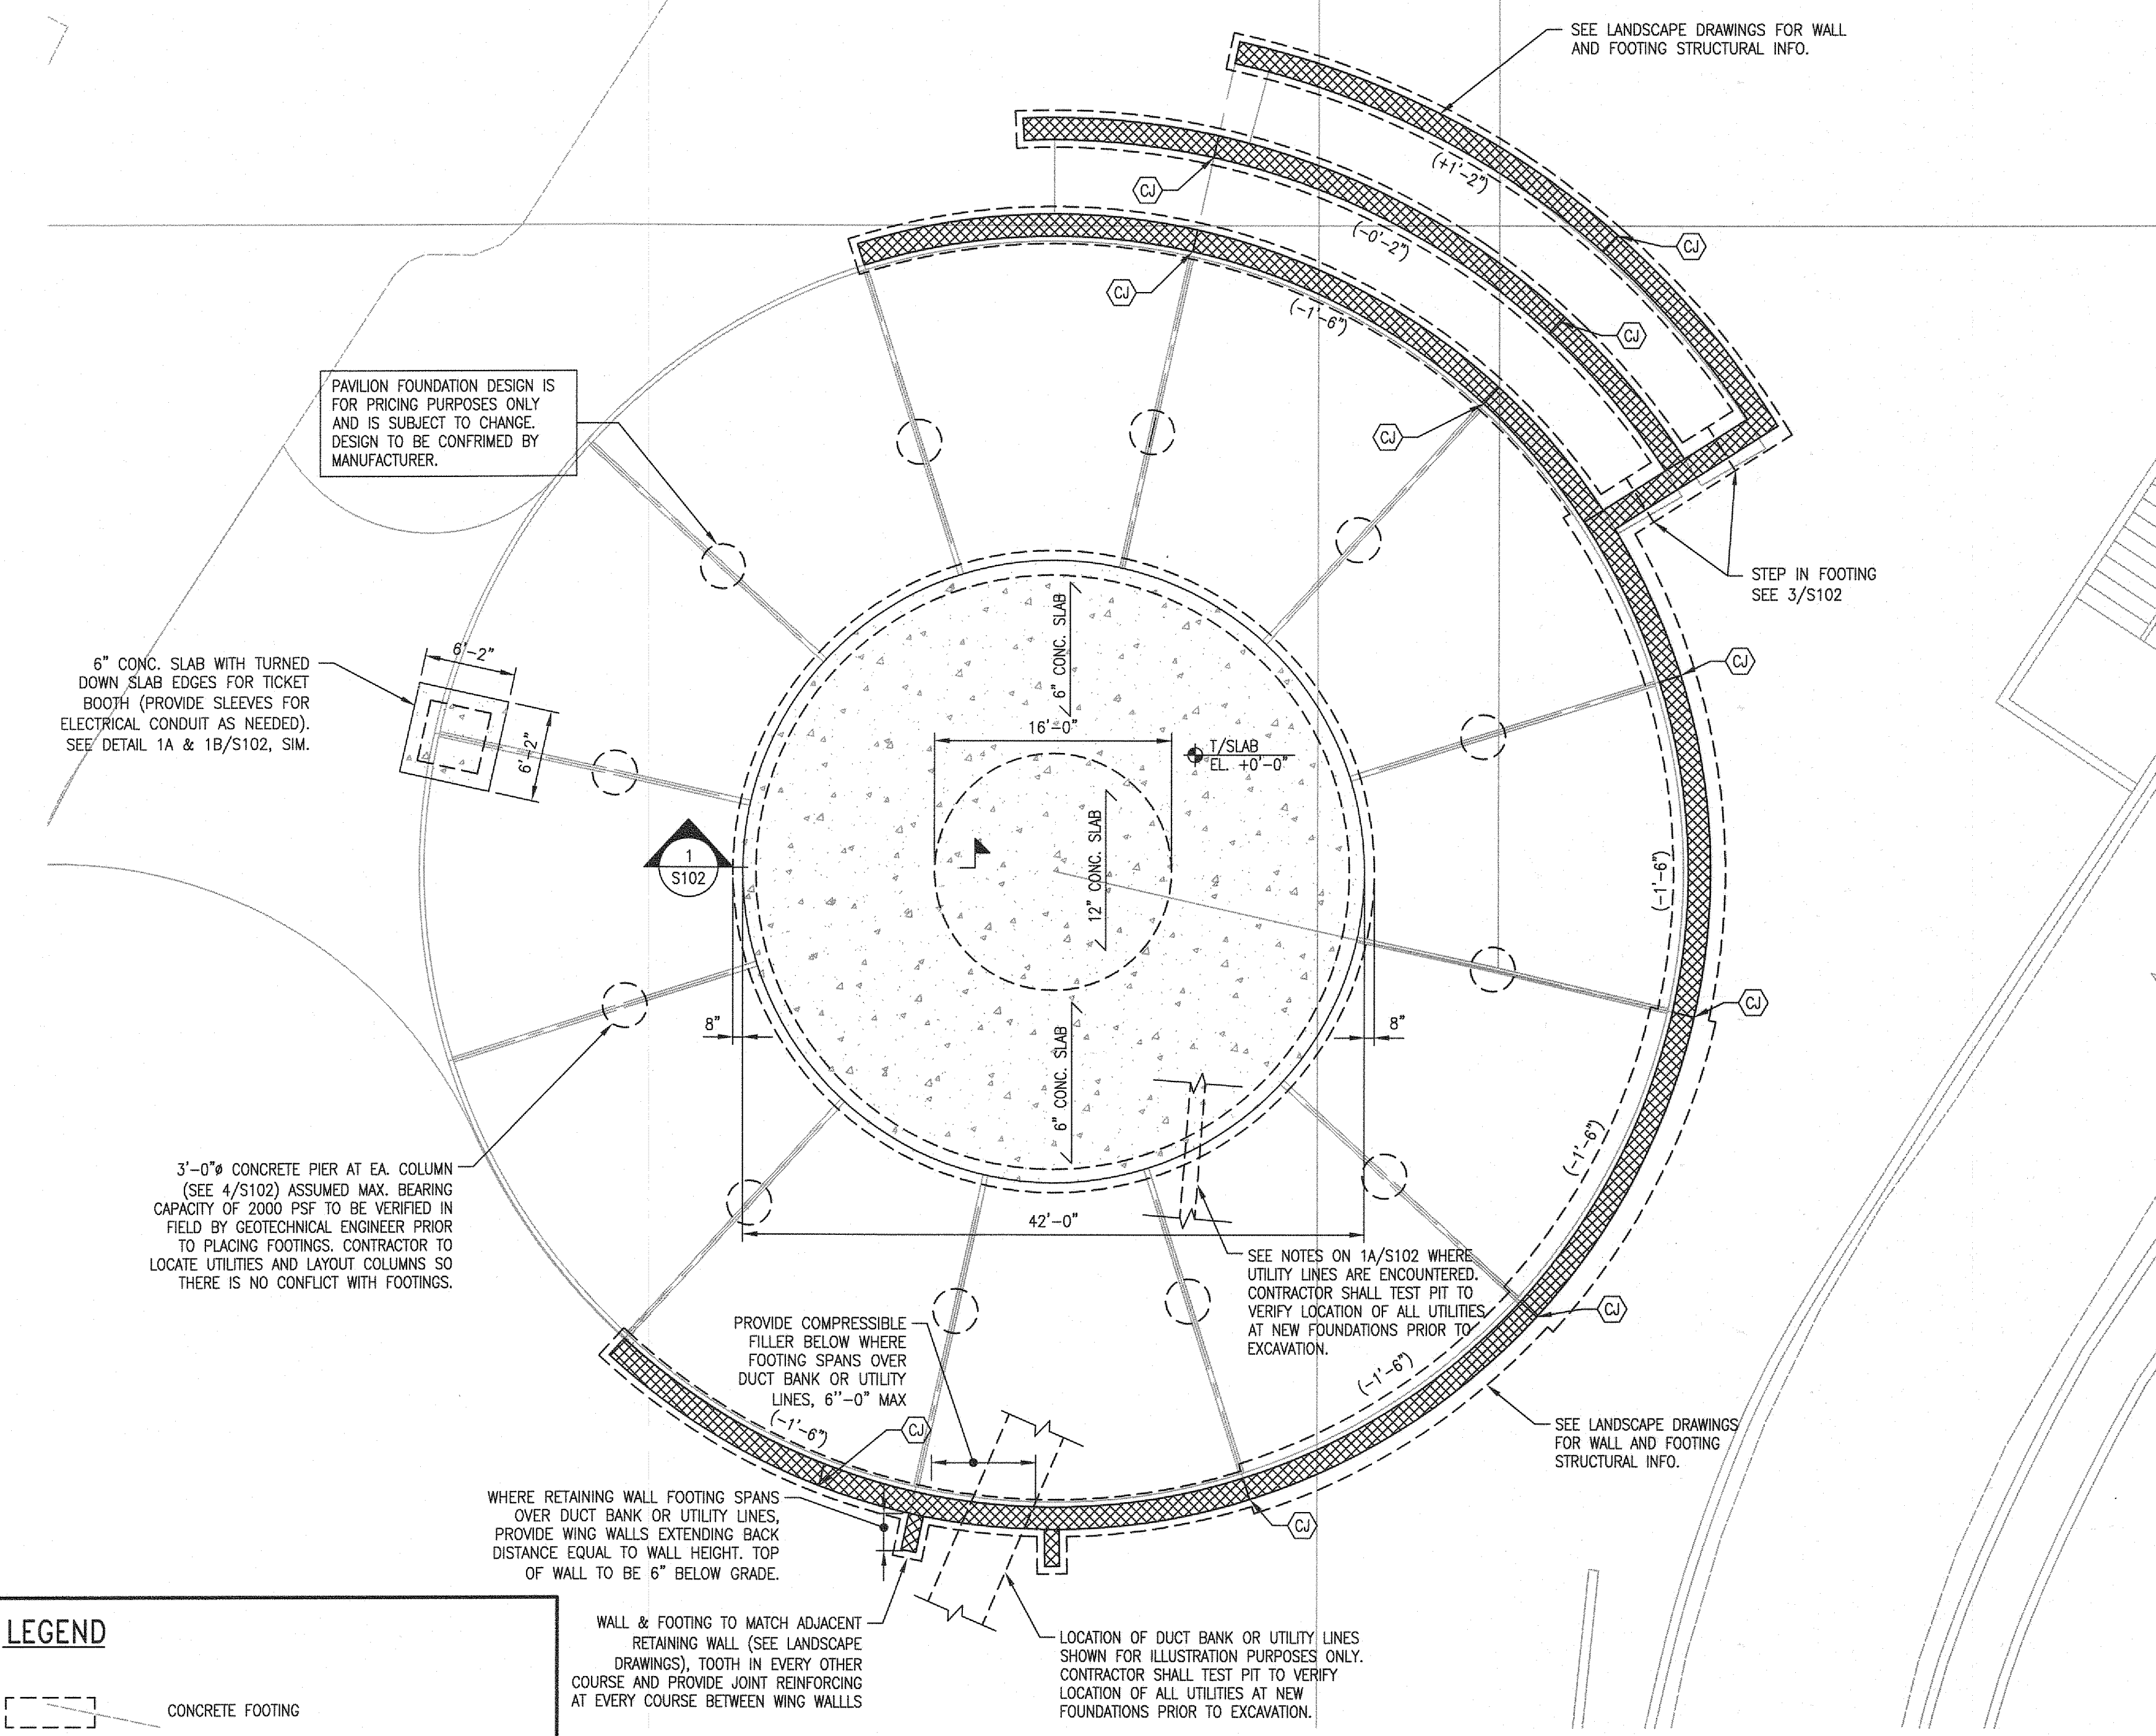 SEE LANDSCAPE DRAWINGS FOR WALL
AND FOOTING STRUCTURAL INFO.
(+1'-2")
CJ
(-0'-2")
CJ
CJ
(-1'-6")
CJ
CJ
PAVILION FOUNDATION DESIGN IS
FOR PRICING PURPOSES ONLY
AND IS SUBJECT TO CHANGE.
DESIGN TO BE CONFRIMED BY
MANUFACTURER.
STEP IN FOOTING
SEE 3/S102
6" CONC. SLAB WITH TURNED
DOWN SLAB EDGES FOR TICKET
BOOTH (PROVIDE SLEEVES FOR
ELECTRICAL CONDUIT AS NEEDED).
SEE DETAIL 1A & 1B/S102, SIM.
6'-2"
6'-2"
6" CONC. SLAB
16'-0"
T/SLAB
EL. +0'-0"
CJ
12" CONC. SLAB
1
S102
(-1'-6")
CJ
8"
8"
6" CONC. SLAB
(-1'-6")
3'-0"ø CONCRETE PIER AT EA. COLUMN
(SEE 4/S102) ASSUMED MAX. BEARING
CAPACITY OF 2000 PSF TO BE VERIFIED IN
FIELD BY GEOTECHNICAL ENGINEER PRIOR
TO PLACING FOOTINGS. CONTRACTOR TO
LOCATE UTILITIES AND LAYOUT COLUMNS SO
THERE IS NO CONFLICT WITH FOOTINGS.
42'-0"
SEE NOTES ON 1A/S102 WHERE
UTILITY LINES ARE ENCOUNTERED.
CONTRACTOR SHALL TEST PIT TO
VERIFY LOCATION OF ALL UTILITIES
AT NEW FOUNDATIONS PRIOR TO
EXCAVATION.
CJ
PROVIDE COMPRESSIBLE
FILLER BELOW WHERE
FOOTING SPANS OVER
DUCT BANK OR UTILITY
LINES, 6''-0" MAX
(-1'-6")
(-1'-6")
CJ
SEE LANDSCAPE DRAWINGS
FOR WALL AND FOOTING
STRUCTURAL INFO.
WHERE RETAINING WALL FOOTING SPANS
OVER DUCT BANK OR UTILITY LINES,
PROVIDE WING WALLS EXTENDING BACK
DISTANCE EQUAL TO WALL HEIGHT. TOP
OF WALL TO BE 6" BELOW GRADE.
CJ
WALL & FOOTING TO MATCH ADJACENT
RETAINING WALL (SEE LANDSCAPE
DRAWINGS), TOOTH IN EVERY OTHER
COURSE AND PROVIDE JOINT REINFORCING
AT EVERY COURSE BETWEEN WING WALLLS
LOCATION OF DUCT BANK OR UTILITY LINES
SHOWN FOR ILLUSTRATION PURPOSES ONLY.
CONTRACTOR SHALL TEST PIT TO VERIFY
LOCATION OF ALL UTILITIES AT NEW
FOUNDATIONS PRIOR TO EXCAVATION.
LEGEND
CONCRETE FOOTING